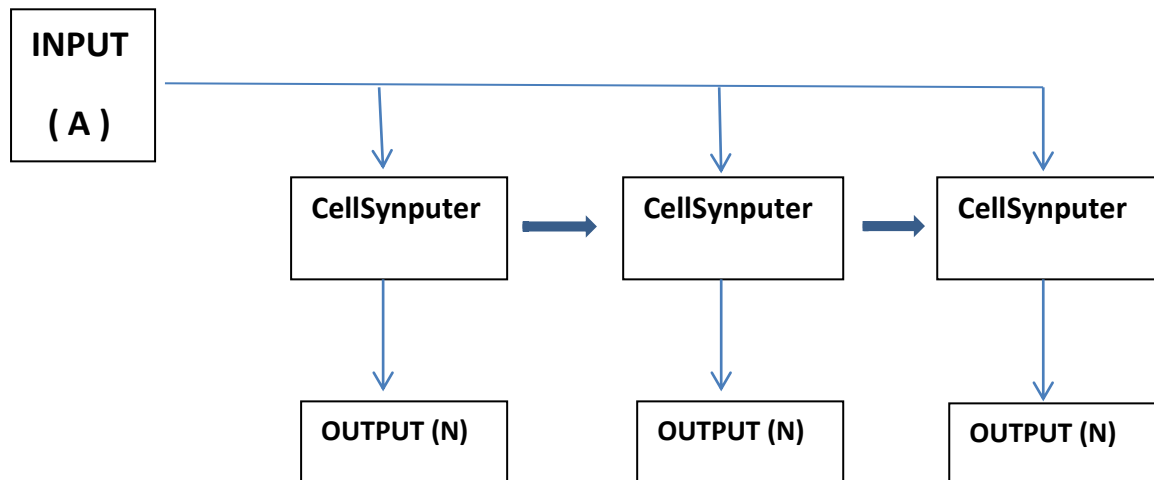 INPUT
( A )
CellSynputer
CellSynputer
CellSynputer
OUTPUT (N)
OUTPUT (N)
OUTPUT (N)